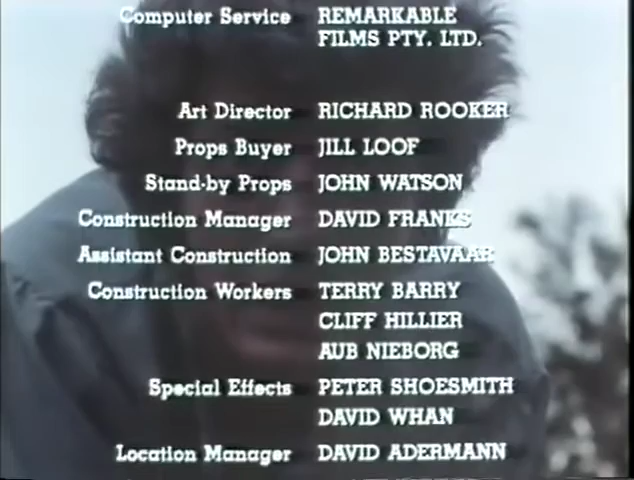 Computer Service REMARKABLE
FILMS PTY. LTD.
Art Director RICHARD ROOKER
Props Buyer JILL LOOF
Stand-by Props JOHN WATSON
Construction Manager DAVID FRANKS
Assistant Construction JOHN BESTAVAAR
Construction Workers TERRY BARRY
CLIFF HILLIER
AUB NIEBORG
Special Effects PETER SHOESMITH
DAVID WHAN
Location Manager DAVID ADERMANN